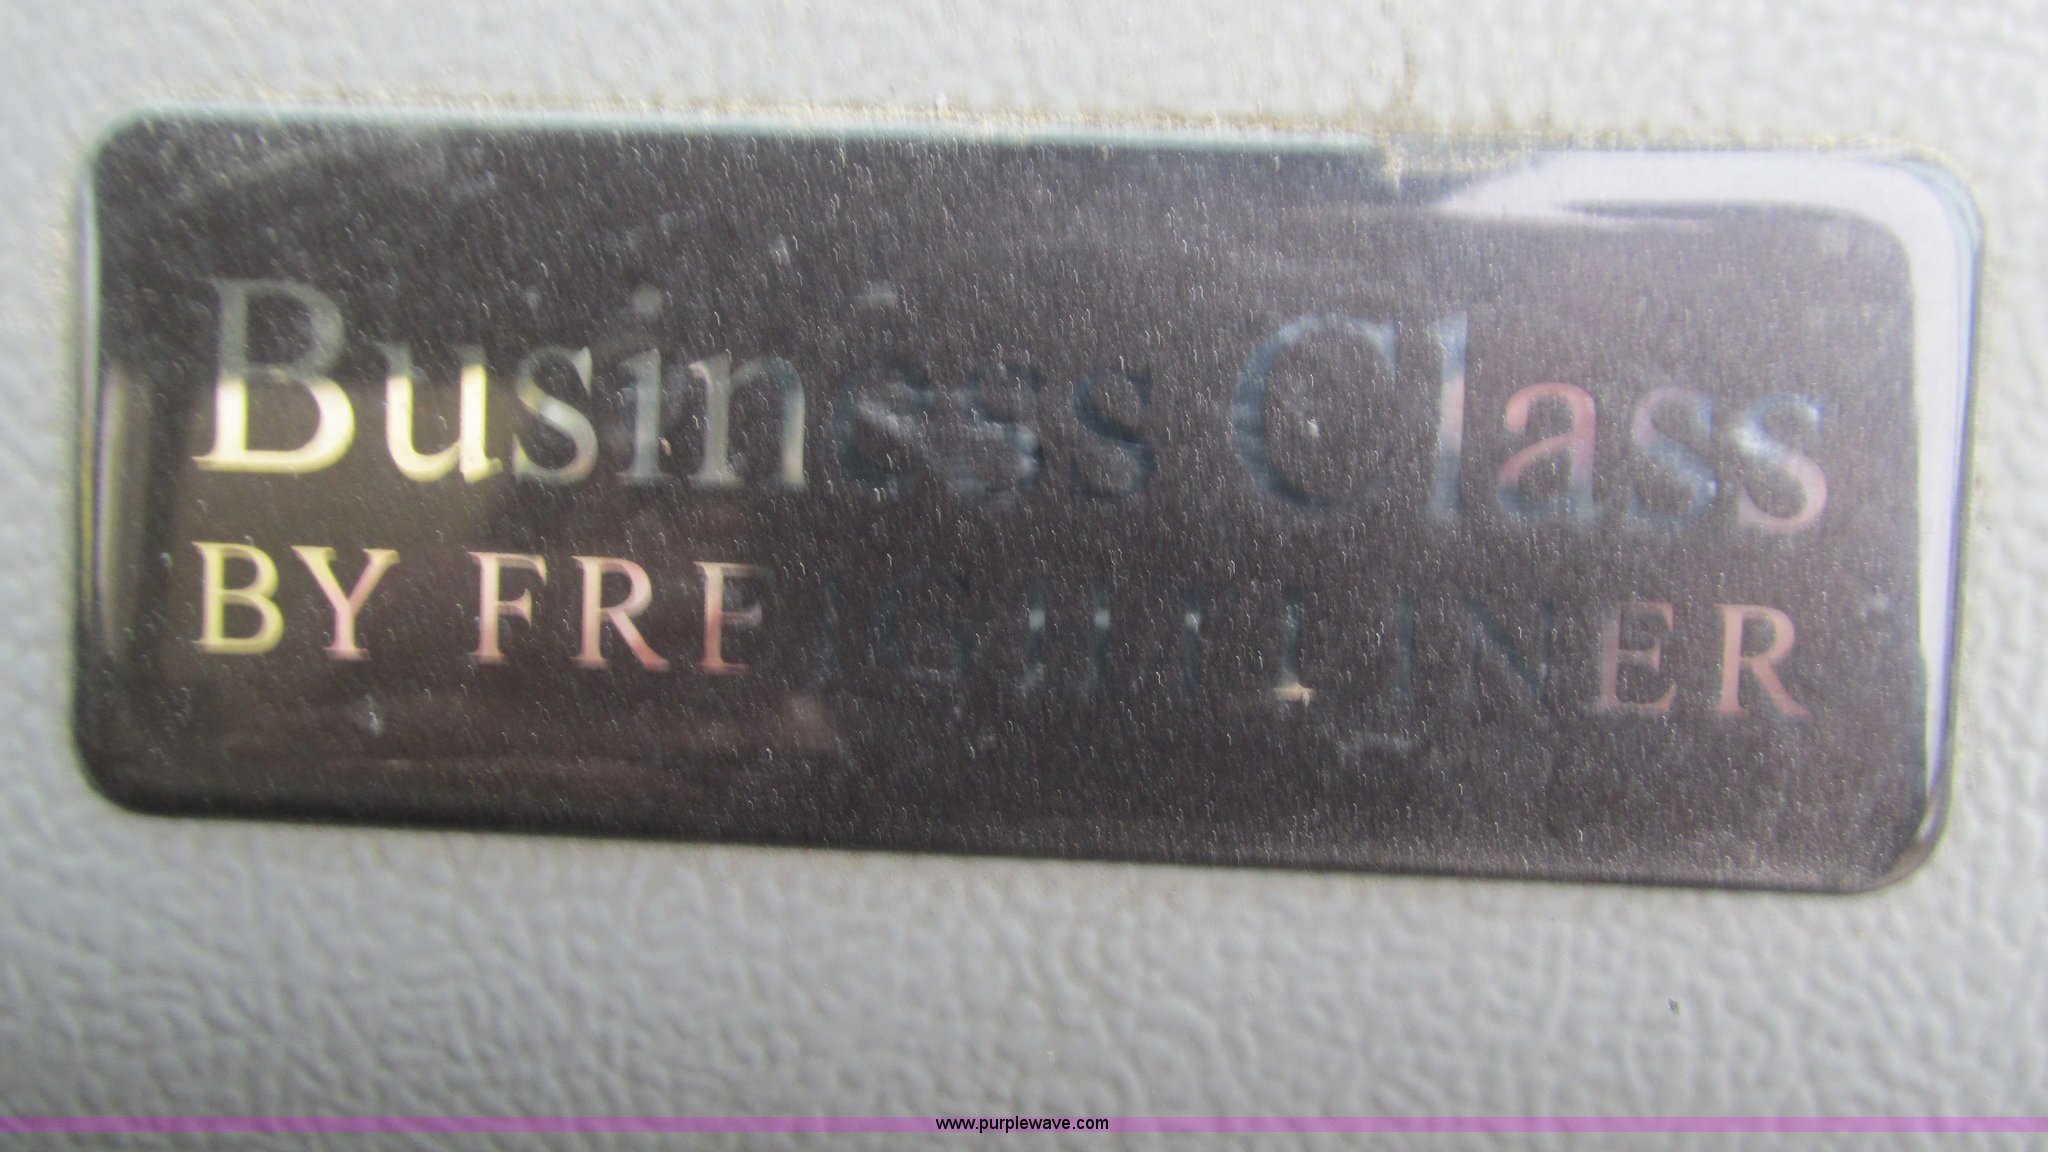 Business Class
BY FREIGHTLINER
www.purplewave.com